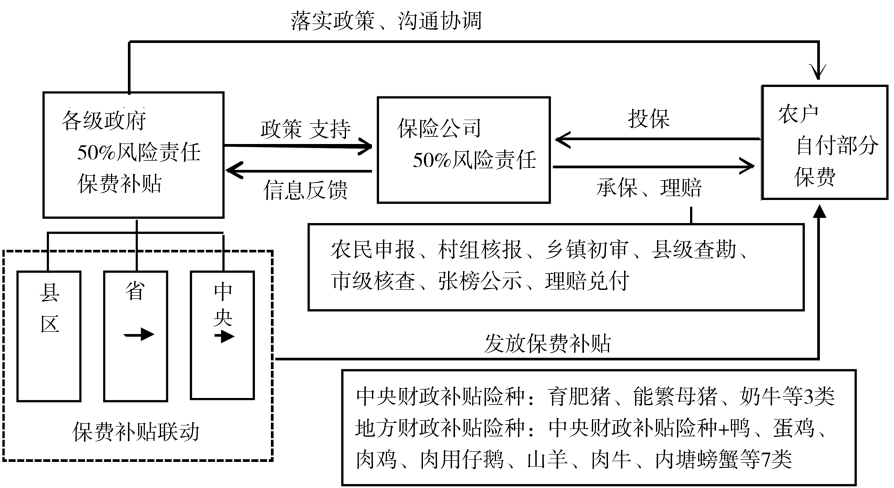 落实政策、沟通协调
各级政府
50%风险责任
保费补贴
政策 支持
信息反馈
保险公司
50%风险责任
投保
承保、理赔
农户
自付部分
保费
农民申报、村组核报、乡镇初审、县级查勘、
市级核查、张榜公示、理赔兑付
县
区
省
中
央
保费补贴联动
发放保费补贴
中央财政补贴险种：育肥猪、能繁母猪、奶牛等3类
地方财政补贴险种：中央财政补贴险种+鸭、蛋鸡、
肉鸡、肉用仔鹅、山羊、肉牛、内塘螃蟹等7类